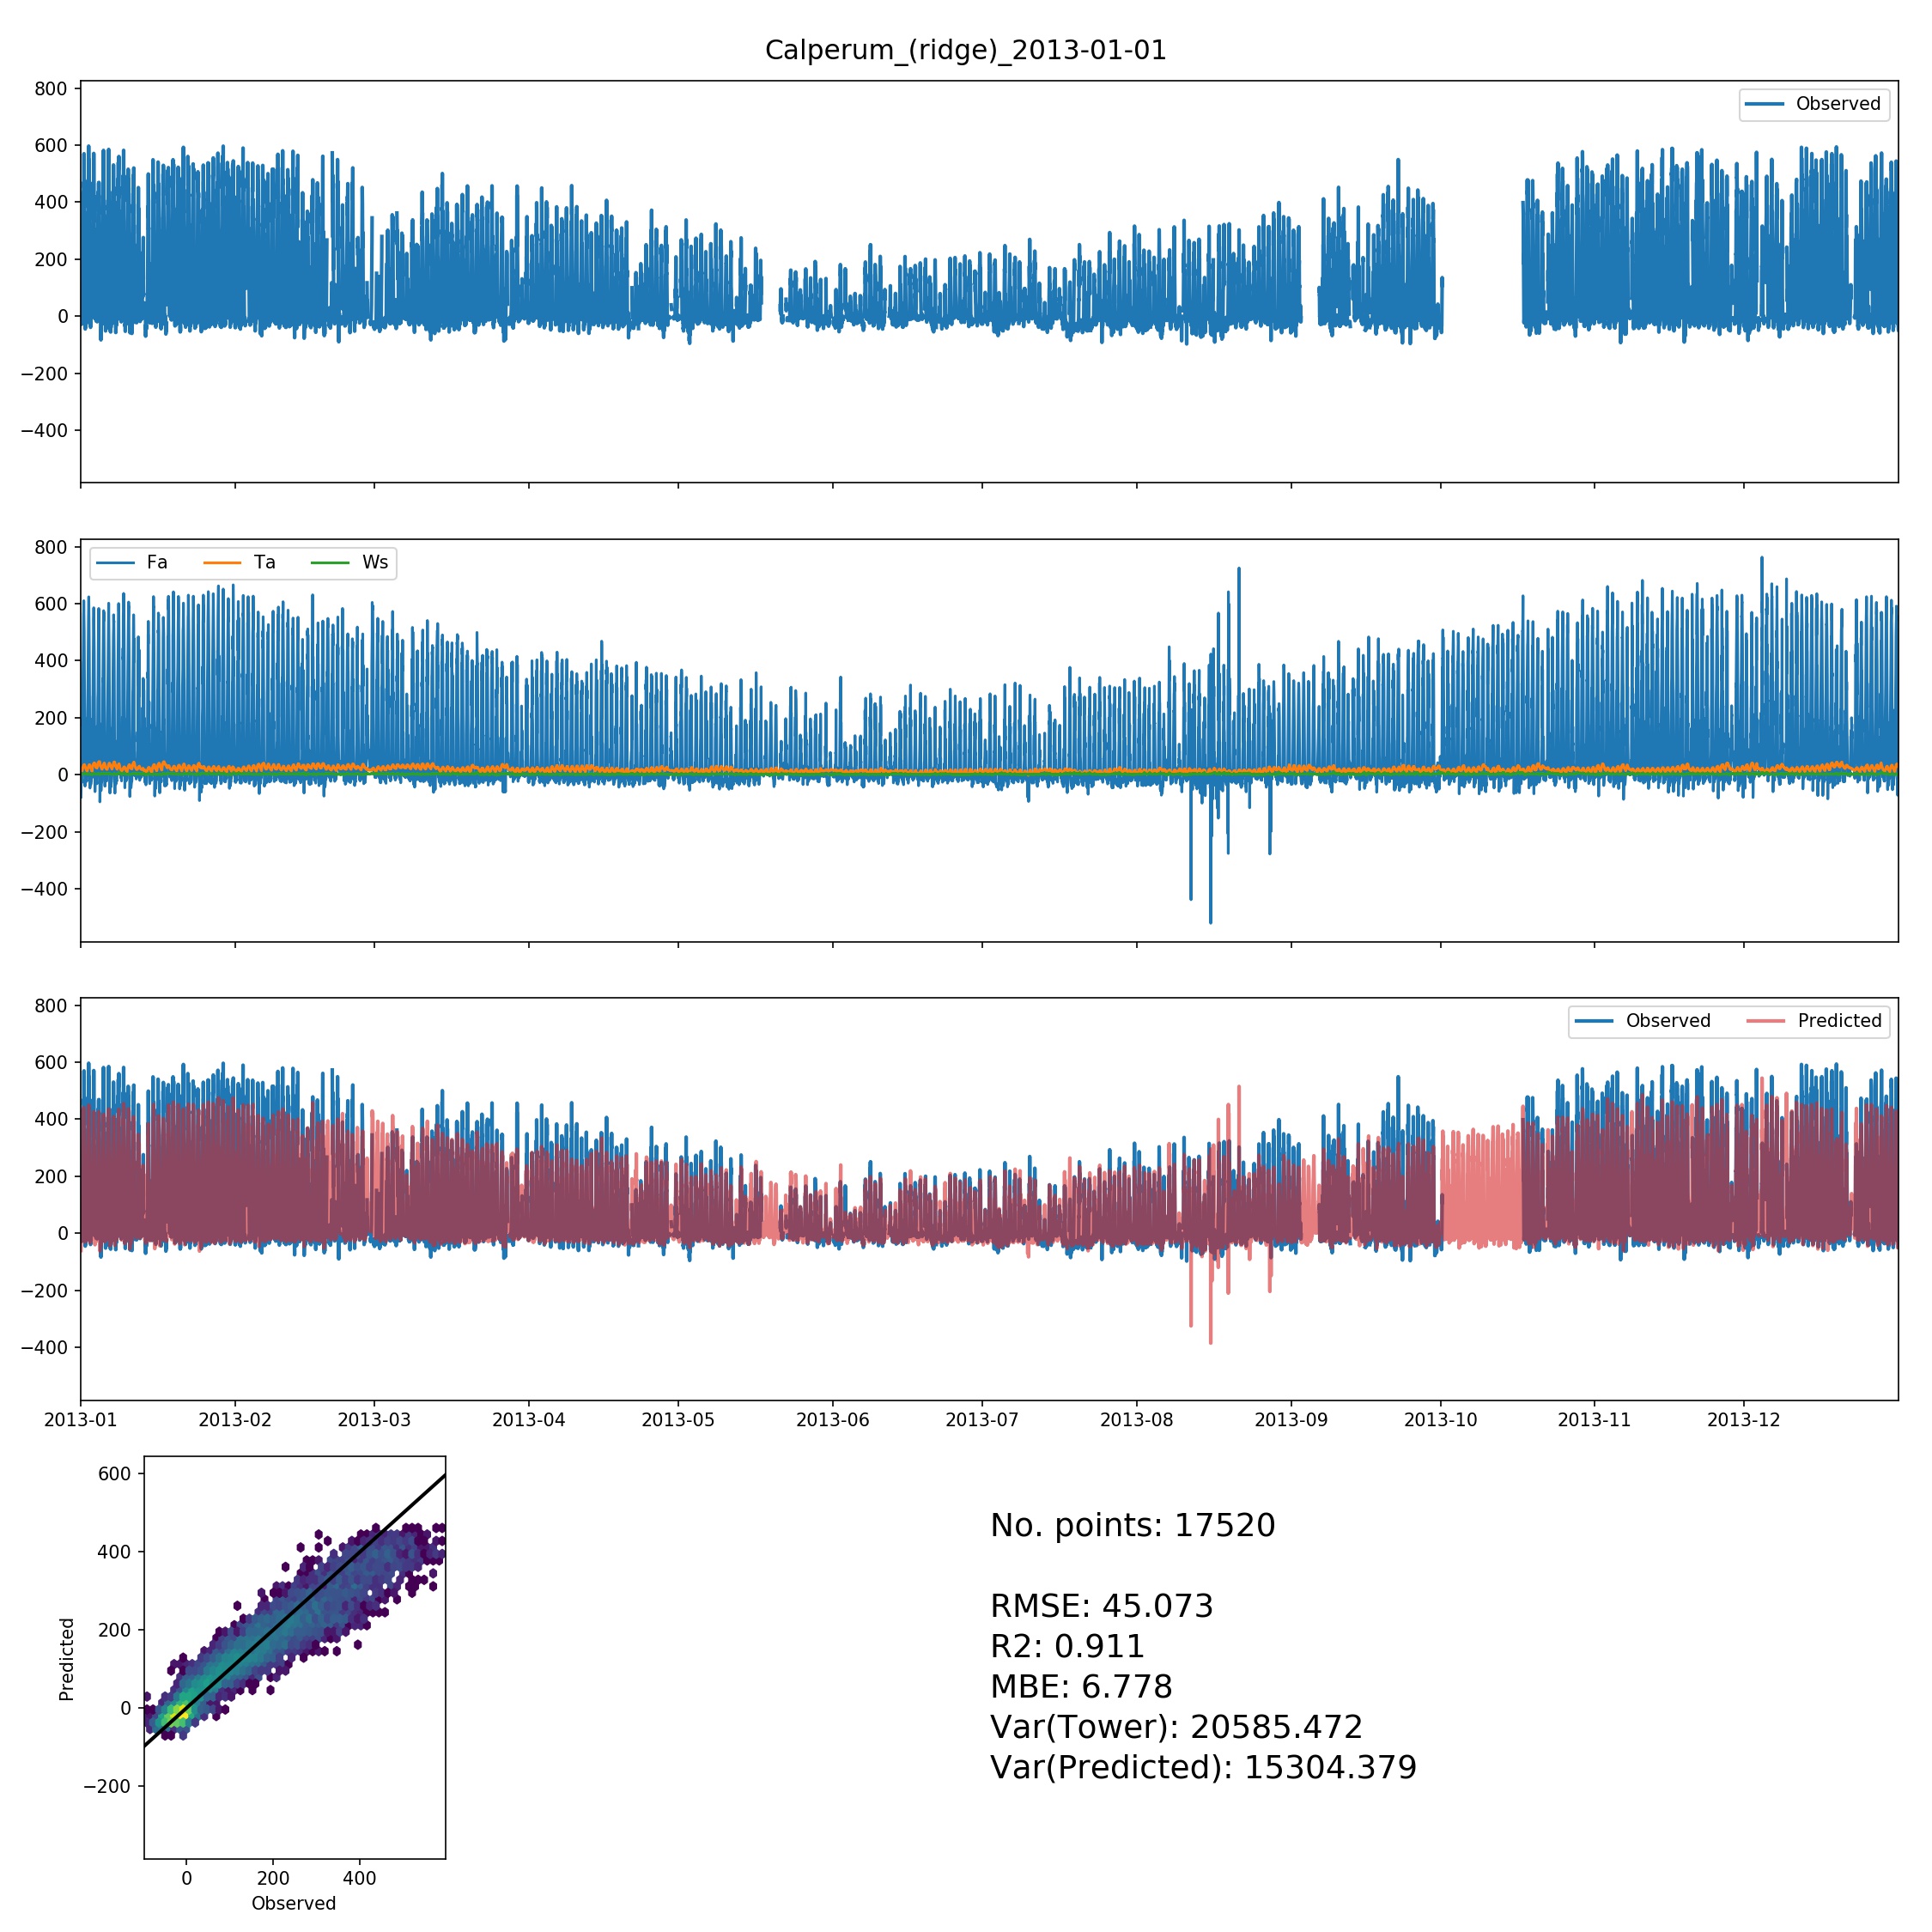 Calperum_(ridge)_2013-01-01
800
600
400
200
0
−200
−400
Observed
800
600
400
200
0
−200
−400
Fa Ta Ws
800
600
400
200
0
−200
−400
Observed Predicted
2013-01 2013-02 2013-03 2013-04 2013-05 2013-06 2013-07 2013-08 2013-09 2013-10 2013-11 2013-12
600
400
200
0
−200
Predicted
0 200 400
Observed
No. points: 17520
RMSE: 45.073
R2: 0.911
MBE: 6.778
Var(Tower): 20585.472
Var(Predicted): 15304.379